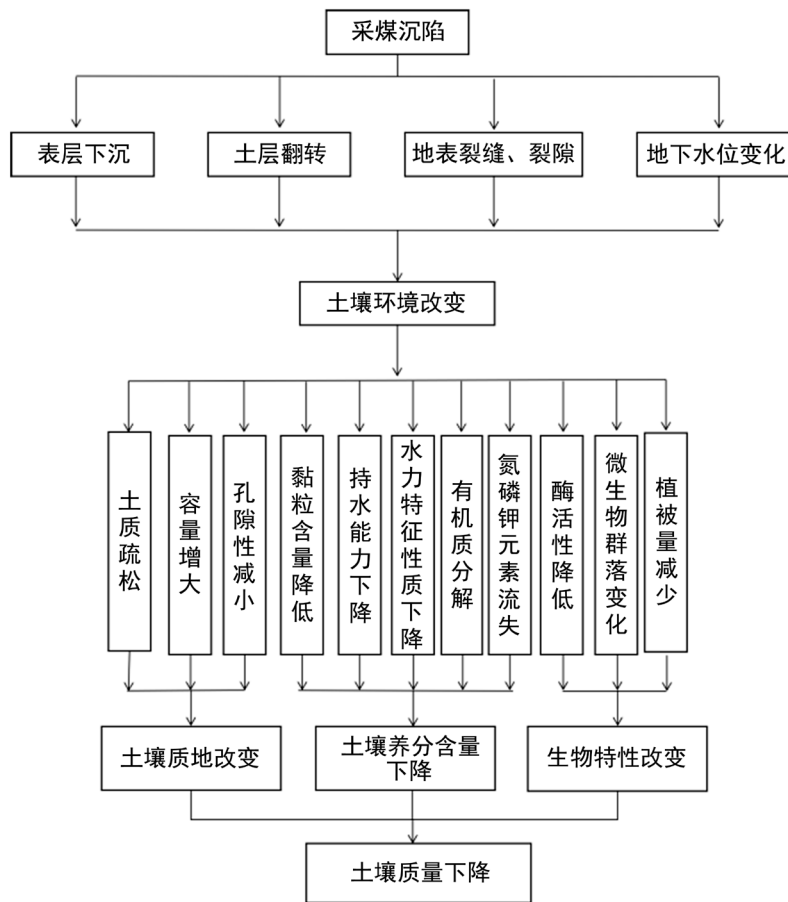 采煤沉陷
表层下沉
土层翻转
地表裂缝、裂隙
地下水位变化
土壤环境改变
土质疏松
容量增大
孔隙性减小
黏粒含量降低
持水能力下降
水力特征性质下降
有机质分解
氮磷钾元素流失
酶活性降低
微生物群落变化
植被量减少
土壤质地改变
土壤养分含量
下降
生物特性改变
土壤质量下降